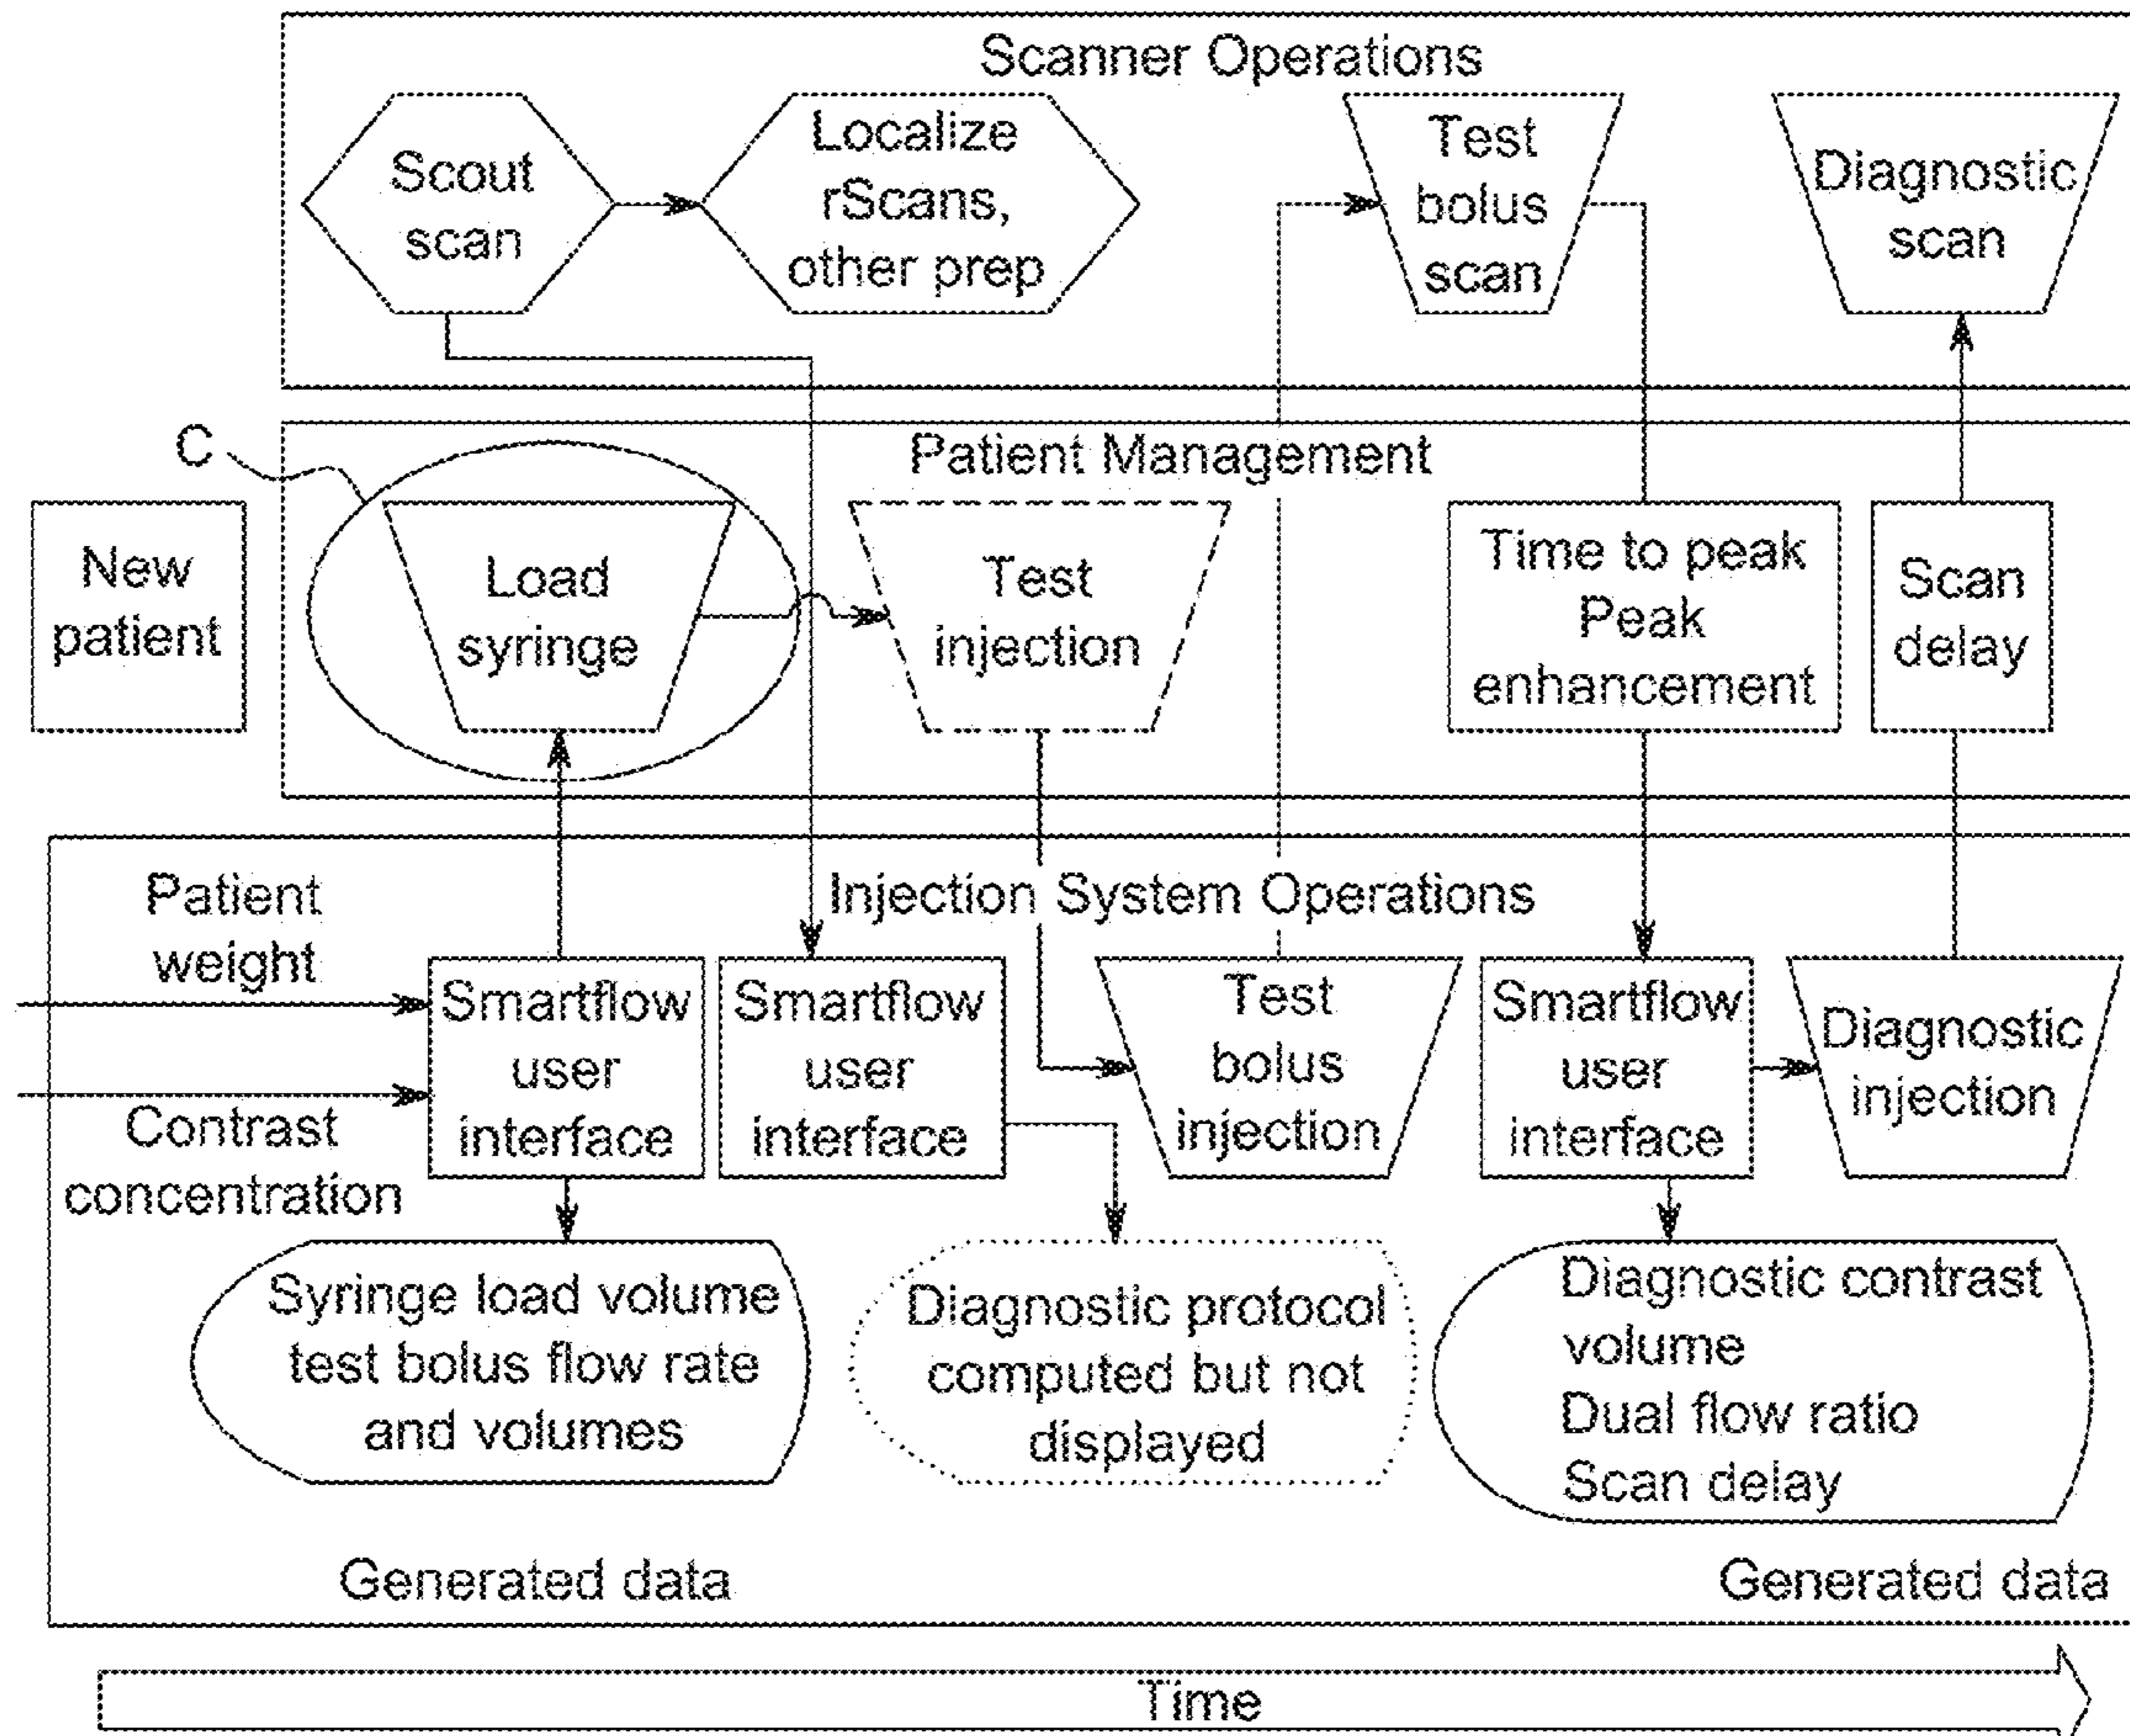 Scanner Operations
Scout
scan
Localize
rScans,
other prep
Test
bolus
scan
Diagnostic
scan
C
Patient Management
New
patient
Load
syringe
Test
injection
Time to peak
Peak
enhancement
Scan
delay
Injection System Operations
Patient
weight
Contrast
concentration
Smartflow
user
interface
Smartflow
user
interface
Test
bolus
injection
Smartflow
user
interface
Diagnostic
injection
Syringe load volume
test bolus flow rate
and volumes
Diagnostic protocol
computed but not
displayed
Diagnostic contrast
volume
Dual flow ratio
Scan delay
Generated data
Generated data
Time